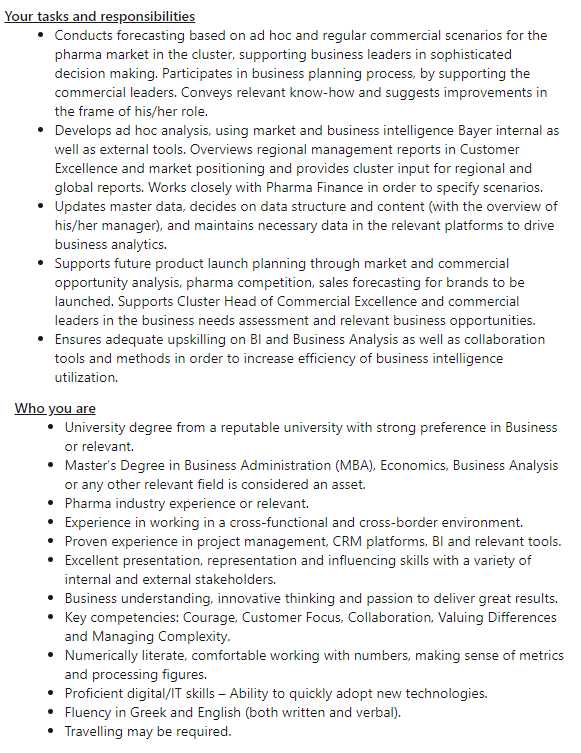 Your tasks and responsibilities
• Conducts forecasting based on ad hoc and regular commercial scenarios for the
pharma market in the cluster, supporting business leaders in sophisticated
decision making. Participates in business planning process, by supporting the
commercial leaders. Conveys relevant know-how and suggests improvements in
the frame of his/her role.
• Develops ad hoc analysis, using market and business intelligence Bayer internal as
well as external tools. Overviews regional management reports in Customer
Excellence and market positioning and provides cluster input for regional and
global reports. Works closely with Pharma Finance in order to specify scenarios.
• Updates master data, decides on data structure and content (with the overview of
his/her manager), and maintains necessary data in the relevant platforms to drive
business analytics.
• Supports future product launch planning through market and commercial
opportunity analysis, pharma competition, sales forecasting for brands to be
launched. Supports Cluster Head of Commercial Excellence and commercial
leaders in the business needs assessment and relevant business opportunities.
• Ensures adequate upskilling on BI and Business Analysis as well as collaboration
tools and methods in order to increase efficiency of business intelligence
utilization.
Who you are
• University degree from a reputable university with strong preference in Business
or relevant.
• Master's Degree in Business Administration (MBA), Economics, Business Analysis
or any other relevant field is considered an asset.
• Pharma industry experience or relevant.
• Experience in working in a cross-functional and cross-border environment.
• Proven experience in project management, CRM platforms, BI and relevant tools.
• Excellent presentation, representation and influencing skills with a variety of
internal and external stakeholders.
• Business understanding, innovative thinking and passion to deliver great results.
• Key competencies: Courage, Customer Focus, Collaboration, Valuing Differences
and Managing Complexity.
• Numerically literate, comfortable working with numbers, making sense of metrics
and processing figures.
• Proficient digital/IT skills – Ability to quickly adopt new technologies.
• Fluency in Greek and English (both written and verbal).
• Travelling may be required.